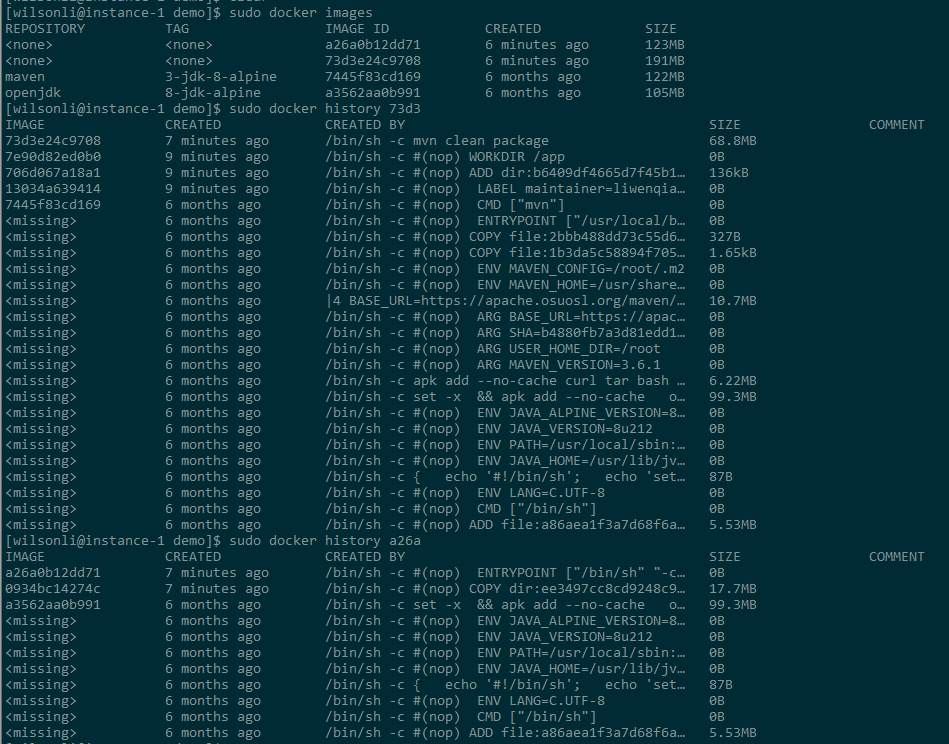 [wilsonli@instance-1 demo]$ sudo docker images
REPOSITORY TAG IMAGE ID CREATED SIZE
<none> <none> a26a0b12dd71 6 minutes ago 123MB
<none> <none> 73d3e24c9708 6 minutes ago 191MB
maven 3-jdk-8-alpine 7445f83cd169 6 months ago 122MB
openjdk 8-jdk-alpine a3562aa0b991 6 months ago 105MB
[wilsonli@instance-1 demo]$ sudo docker history 73d3
IMAGE CREATED CREATED BY SIZE COMMENT
73d3e24c9708 7 minutes ago /bin/sh -c mvn clean package 68.8MB
7e90d82ed0b0 9 minutes ago /bin/sh -c #(nop) WORKDIR /app 0B
706d067a18a1 9 minutes ago /bin/sh -c #(nop) ADD dir:b6409df4665d7f45b1… 136kB
13034a639414 9 minutes ago /bin/sh -c #(nop)  LABEL maintainer=liwenqia… 0B
7445f83cd169 6 months ago /bin/sh -c #(nop)  CMD ["mvn"] 0B
<missing> 6 months ago /bin/sh -c #(nop)  ENTRYPOINT ["/usr/local/b… 0B
<missing> 6 months ago /bin/sh -c #(nop) COPY file:2bbb488dd73c55d6… 327B
<missing> 6 months ago /bin/sh -c #(nop) COPY file:1b3da5c58894f705… 1.65kB
<missing> 6 months ago /bin/sh -c #(nop)  ENV MAVEN_CONFIG=/root/.m2 0B
<missing> 6 months ago /bin/sh -c #(nop)  ENV MAVEN_HOME=/usr/share… 0B
<missing> 6 months ago |4 BASE_URL=https://apache.osuosl.org/maven/… 10.7MB
<missing> 6 months ago /bin/sh -c #(nop)  ARG BASE_URL=https://apac… 0B
<missing> 6 months ago /bin/sh -c #(nop)  ARG SHA=b4880fb7a3d81edd1… 0B
<missing> 6 months ago /bin/sh -c #(nop)  ARG USER_HOME_DIR=/root 0B
<missing> 6 months ago /bin/sh -c #(nop)  ARG MAVEN_VERSION=3.6.1 0B
<missing> 6 months ago /bin/sh -c apk add --no-cache curl tar bash … 6.22MB
<missing> 6 months ago /bin/sh -c set -x  && apk add --no-cache   o… 99.3MB
<missing> 6 months ago /bin/sh -c #(nop)  ENV JAVA_ALPINE_VERSION=8… 0B
<missing> 6 months ago /bin/sh -c #(nop)  ENV JAVA_VERSION=8u212 0B
<missing> 6 months ago /bin/sh -c #(nop)  ENV PATH=/usr/local/sbin:… 0B
<missing> 6 months ago /bin/sh -c #(nop)  ENV JAVA_HOME=/usr/lib/jv… 0B
<missing> 6 months ago /bin/sh -c {   echo '#!/bin/sh';   echo 'set… 87B
<missing> 6 months ago /bin/sh -c #(nop)  ENV LANG=C.UTF-8 0B
<missing> 6 months ago /bin/sh -c #(nop)  CMD ["/bin/sh"] 0B
<missing> 6 months ago /bin/sh -c #(nop) ADD file:a86aea1f3a7d68f6a… 5.53MB
[wilsonli@instance-1 demo]$ sudo docker history a26a
IMAGE CREATED CREATED BY SIZE COMMENT
a26a0b12dd71 7 minutes ago /bin/sh -c #(nop)  ENTRYPOINT ["/bin/sh" "-c… 0B
0934bc14274c 7 minutes ago /bin/sh -c #(nop) COPY dir:ee3497cc8cd9248c9… 17.7MB
a3562aa0b991 6 months ago /bin/sh -c set -x  && apk add --no-cache   o… 99.3MB
<missing> 6 months ago /bin/sh -c #(nop)  ENV JAVA_ALPINE_VERSION=8… 0B
<missing> 6 months ago /bin/sh -c #(nop)  ENV JAVA_VERSION=8u212 0B
<missing> 6 months ago /bin/sh -c #(nop)  ENV PATH=/usr/local/sbin:… 0B
<missing> 6 months ago /bin/sh -c #(nop)  ENV JAVA_HOME=/usr/lib/jv… 0B
<missing> 6 months ago /bin/sh -c {   echo '#!/bin/sh';   echo 'set… 87B
<missing> 6 months ago /bin/sh -c #(nop)  ENV LANG=C.UTF-8 0B
<missing> 6 months ago /bin/sh -c #(nop)  CMD ["/bin/sh"] 0B
<missing> 6 months ago /bin/sh -c #(nop) ADD file:a86aea1f3a7d68f6a… 5.53MB